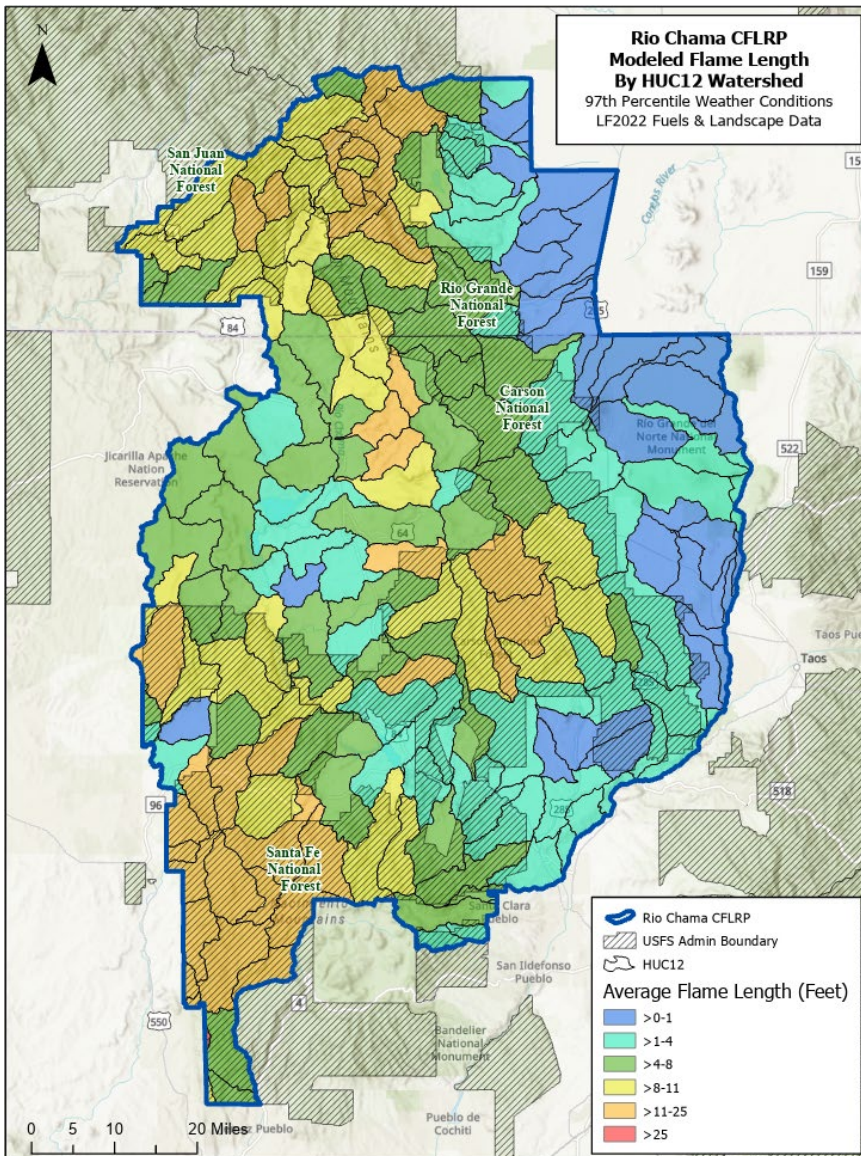 Rio Chama CFLRP
Modeled Flame Length
By HUC12 Watershed
97th Percentile Weather Conditions
LF2022 Fuels & Landscape Data
N
San Juan
National
Forest
Conejos River
15
159
Rio Grande
National
Forest
285
84
Carson
National
Forest
Rio Grande del
Norte National
Monument
522
Jicarilla Apache
Nation
Reservation
64
Taos Pue
Taos
96
285
518
Santa Fe
National
Forest
Santa Clara
Pueblo
San Ildefonso
Pueblo
4
550
Bandelier
National
Monument
Pueblo de
Cochiti
Pueblo
0 5 10 20 Miles
Rio Chama CFLRP
USFS Admin Boundary
HUC12
Average Flame Length (Feet)
>0-1
>1-4
>4-8
>8-11
>11-25
>25